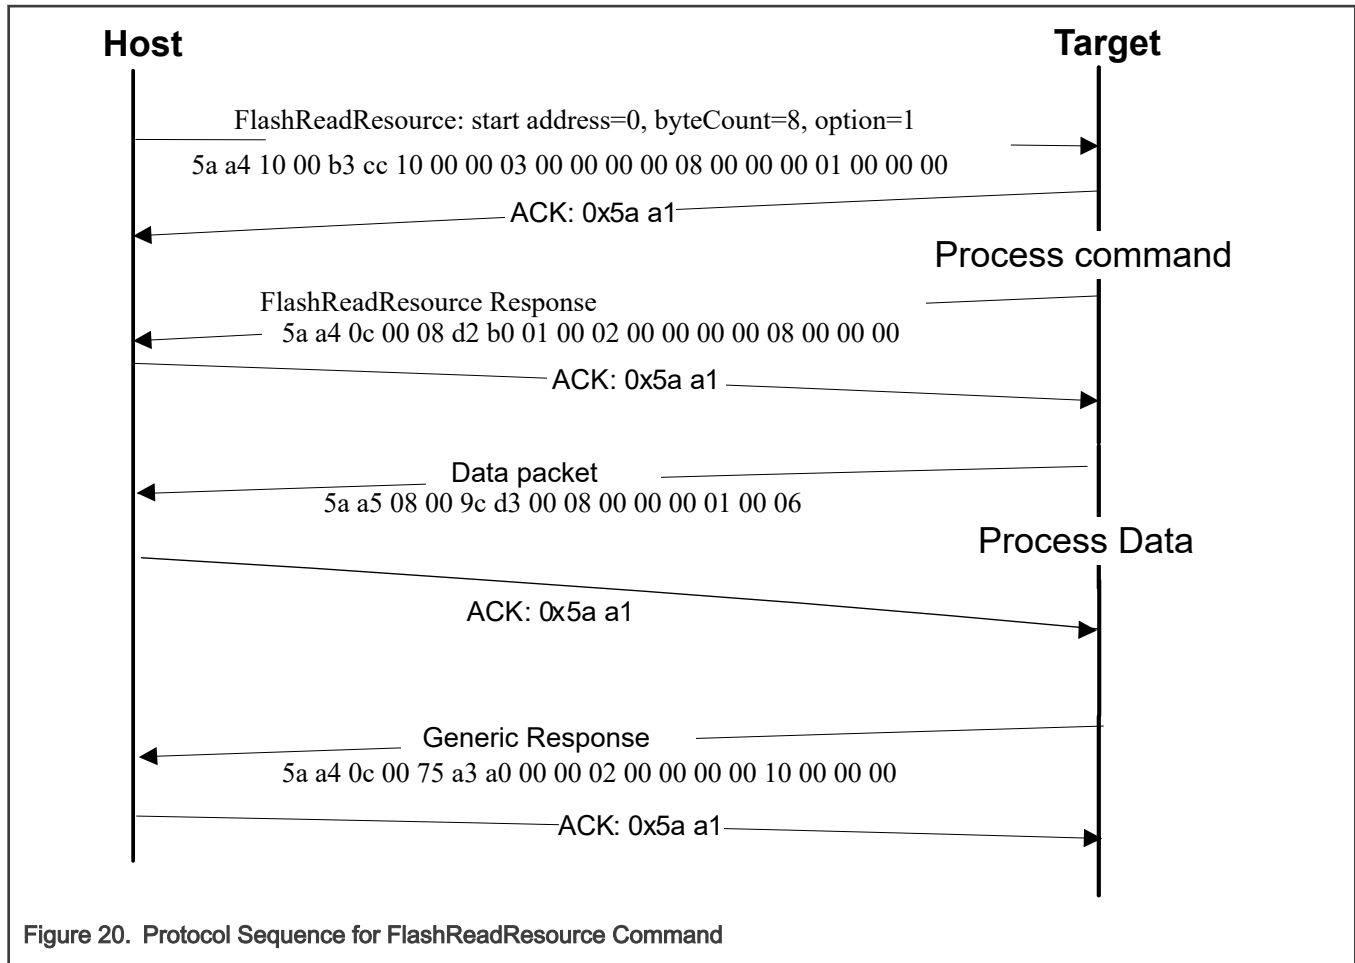 Host
Target
FlashReadResource: start address=0, byteCount=8, option=1
5a a4 10 00 b3 cc 10 00 00 03 00 00 00 00 08 00 00 00 01 00 00 00
ACK: 0x5a a1
Process command
FlashReadResource Response
5a a4 0c 00 08 d2 b0 01 00 02 00 00 00 00 08 00 00 00
ACK: 0x5a a1
Data packet
5a a5 08 00 9c d3 00 08 00 00 00 01 00 06
Process Data
ACK: 0x5a a1
Generic Response
5a a4 0c 00 75 a3 a0 00 00 02 00 00 00 00 10 00 00 00
ACK: 0x5a a1
Figure 20. Protocol Sequence for FlashReadResource Command